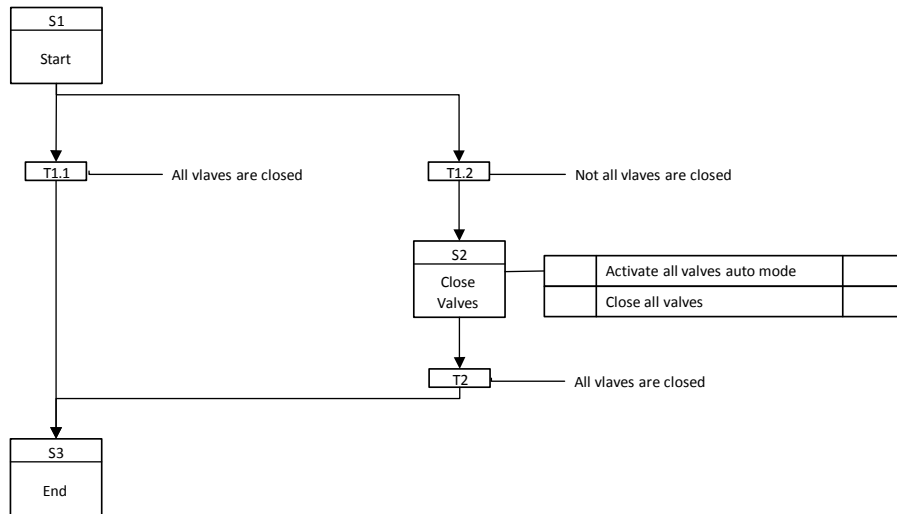 S1
Start
T1.1
All vlaves are closed
T1.2
Not all vlaves are closed
S2
Close
Valves
Activate all valves auto mode
Close all valves
T2
All vlaves are closed
S3
End